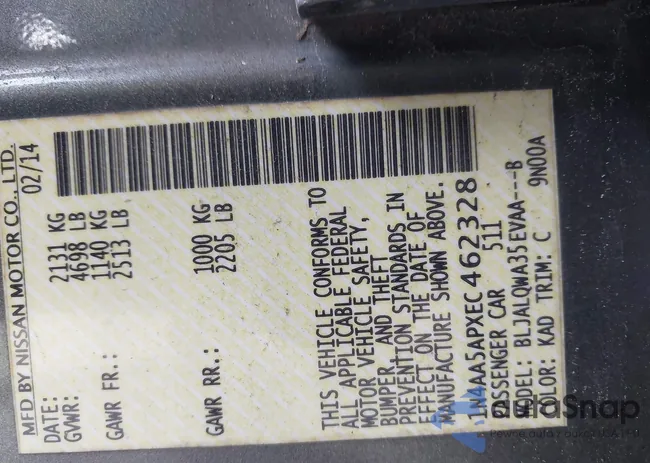 MFD BY NISSAN MOTOR CO., LTD.
DATE: 02/14
GVWR: 2131 KG
4698 LB
GAWR FR.: 1140 KG
2513 LB
GAWR RR.: 1000 KG
2205 LB
THIS VEHICLE CONFORMS TO
ALL APPLICABLE FEDERAL
MOTOR VEHICLE SAFETY,
BUMPER, AND THEFT
PREVENTION STANDARDS IN
EFFECT ON THE DATE OF
MANUFACTURE SHOWN ABOVE.
1N4AA5APXEC462328
PASSENGER CAR 511
MODEL: BLJALQWA35EVAA---B
COLOR: KAD TRIM: C 9N00A
autaSnap